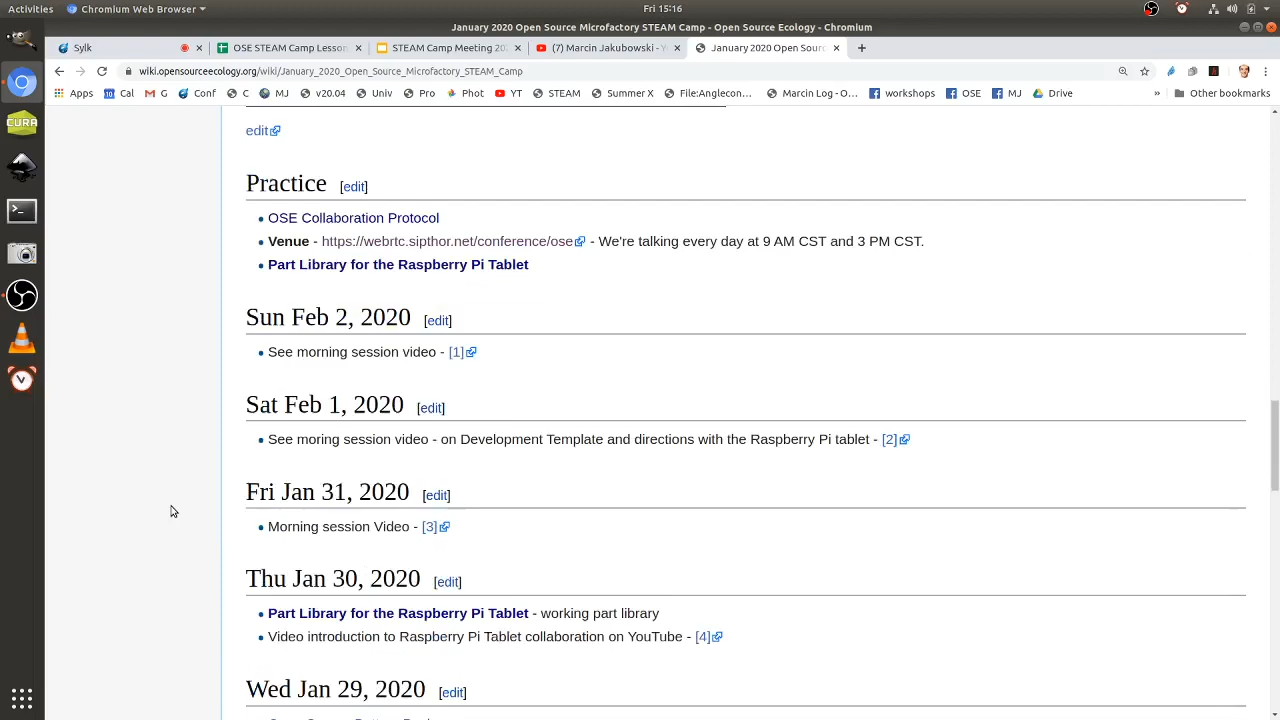 Activities Chromium Web Browser Fri 15:16
January 2020 Open Source Microfactory STEAM Camp - Open Source Ecology - Chromium
Sylk OSE STEAM Camp Lesson STEAM Camp Meeting 20 (7) Marcin Jakubowski - January 2020 Open Sourc
wiki.opensourceecology.org/wiki/January_2020_Open_Source_Microfactory_STEAM_Camp
Apps Cal G Conf C MJ v20.04 Univ Pro Phot YT STEAM Summer X File:Anglecon... Marcin Log - O... workshops OSE MJ Drive » Other bookmarks
CURA
edit
Practice [edit]
OSE Collaboration Protocol
Venue - https://webrtc.sipthor.net/conference/ose - We're talking every day at 9 AM CST and 3 PM CST.
Part Library for the Raspberry Pi Tablet
Sun Feb 2, 2020 [edit]
See morning session video - [1]
Sat Feb 1, 2020 [edit]
See moring session video - on Development Template and directions with the Raspberry Pi tablet - [2]
Fri Jan 31, 2020 [edit]
Morning session Video - [3]
Thu Jan 30, 2020 [edit]
Part Library for the Raspberry Pi Tablet - working part library
Video introduction to Raspberry Pi Tablet collaboration on YouTube - [4]
Wed Jan 29, 2020 [edit]